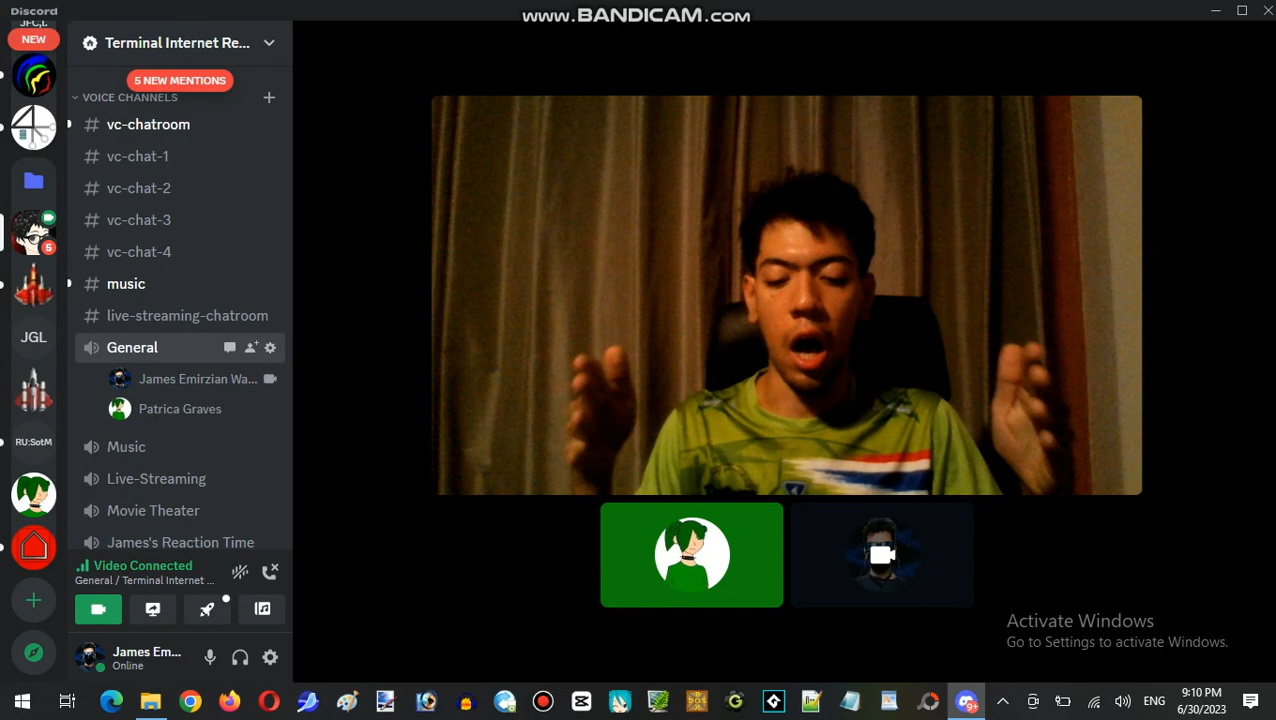 Discord
www.BANDICAM.com
NEW
Terminal Internet Re...
5 NEW MENTIONS
VOICE CHANNELS
vc-chatroom
vc-chat-1
vc-chat-2
vc-chat-3
vc-chat-4
music
live-streaming-chatroom
General
James Emirzian Wa...
Patrica Graves
Music
Live-Streaming
Movie Theater
James's Reaction Time
5
JGL
RU:SotM
Video Connected
General / Terminal Internet ...
James Em...
Online
Activate Windows
Go to Settings to activate Windows.
9+
ENG
9:10 PM
6/30/2023